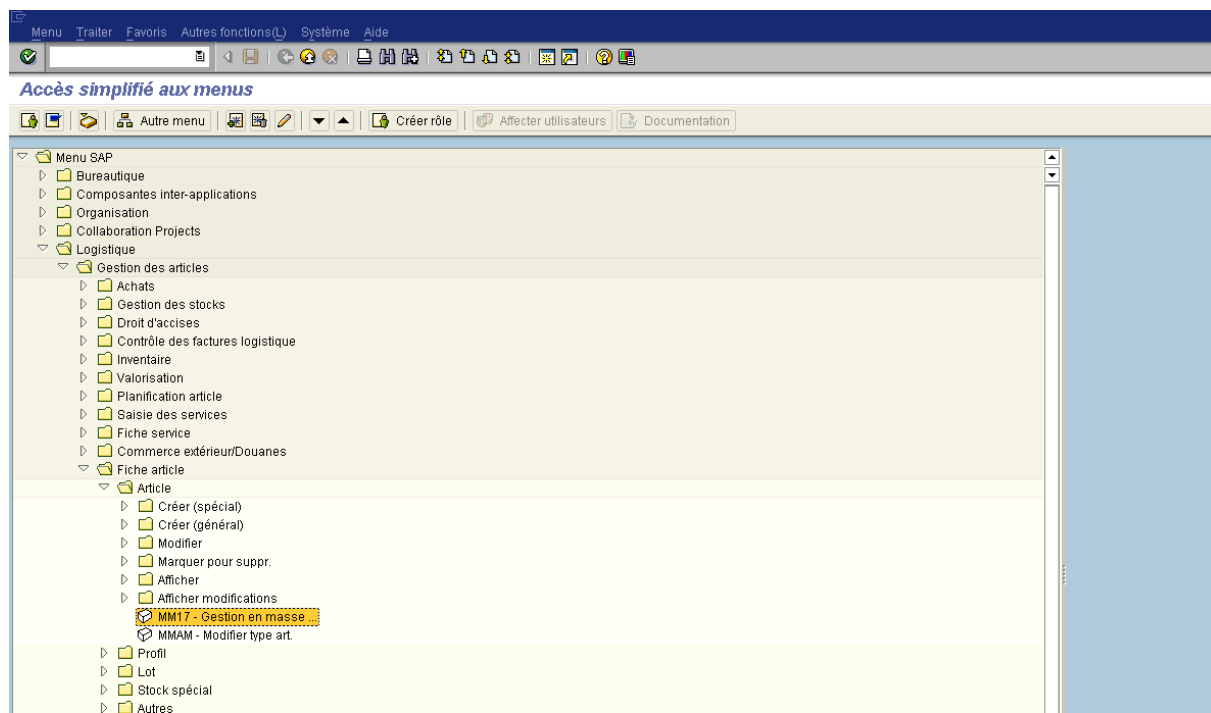 Menu Traiter Favoris Autres fonctions(L) Système Aide
Accès simplifié aux menus
Autre menu Créer rôle Affecter utilisateurs Documentation
Menu SAP
Bureautique
Composantes inter-applications
Organisation
Collaboration Projects
Logistique
Gestion des articles
Achats
Gestion des stocks
Droit d'accises
Contrôle des factures logistique
Inventaire
Valorisation
Planification article
Saisie des services
Fiche service
Commerce extérieur/Douanes
Fiche article
Article
Créer (spécial)
Créer (général)
Modifier
Marquer pour suppr.
Afficher
Afficher modifications
MM17 - Gestion en masse ...
MMAM - Modifier type art.
Profil
Lot
Stock spécial
Autres